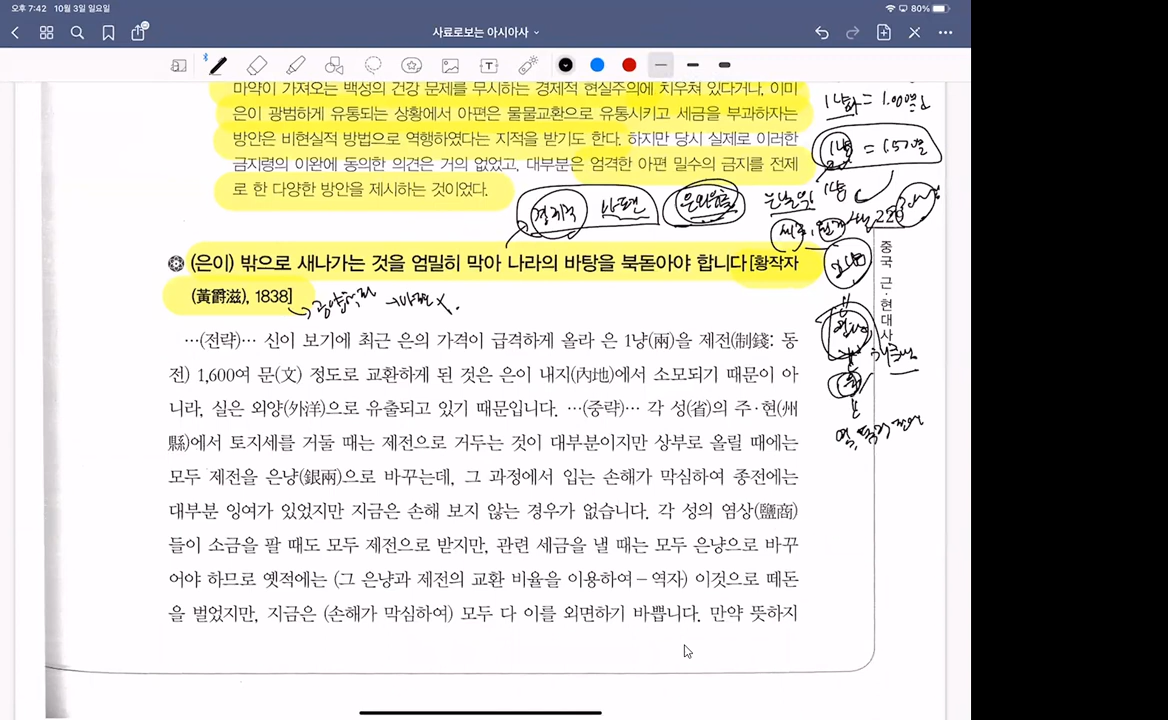 오후 7:42 10월 3일 일요일
80%
사료로보는 아시아사
마약이 가져오는 백성의 건강 문제를 무시하는 경제적 현실주의에 치우쳐 있다거나, 이미
은이 광범하게 유통되는 상황에서 아편은 물물교환으로 유통시키고 세금을 부과하자는
방안은 비현실적 방법으로 역행하였다는 지적을 받기도 한다. 하지만 당시 실제로 이러한
금지령의 이완에 동의한 의견은 거의 없었고, 대부분은 엄격한 아편 밀수의 금지를 전제
로 한 다양한 방안을 제시하는 것이었다.
(은이) 밖으로 새나가는 것을 엄밀히 막아 나라의 바탕을 북돋아야 합니다[황작자
(黃爵滋), 1838]
…(전략)… 신이 보기에 최근 은의 가격이 급격하게 올라 은 1냥(兩)을 제전(制錢: 동
전) 1,600여 문(文) 정도로 교환하게 된 것은 은이 내지(內地)에서 소모되기 때문이 아
니라, 실은 외양(外洋)으로 유출되고 있기 때문입니다. …(중략)… 각 성(省)의 주·현(州
縣)에서 토지세를 거둘 때는 제전으로 거두는 것이 대부분이지만 상부로 올릴 때에는
모두 제전을 은냥(銀兩)으로 바꾸는데, 그 과정에서 입는 손해가 막심하여 종전에는
대부분 잉여가 있었지만 지금은 손해 보지 않는 경우가 없습니다. 각 성의 염상(鹽商)
들이 소금을 팔 때도 모두 제전으로 받지만, 관련 세금을 낼 때는 모두 은냥으로 바꾸
어야 하므로 옛적에는 (그 은냥과 제전의 교환 비율을 이용하여–역자) 이것으로 떼돈
을 벌었지만, 지금은 (손해가 막심하여) 모두 다 이를 외면하기 바쁩니다. 만약 뜻하지
중국 근·현대사